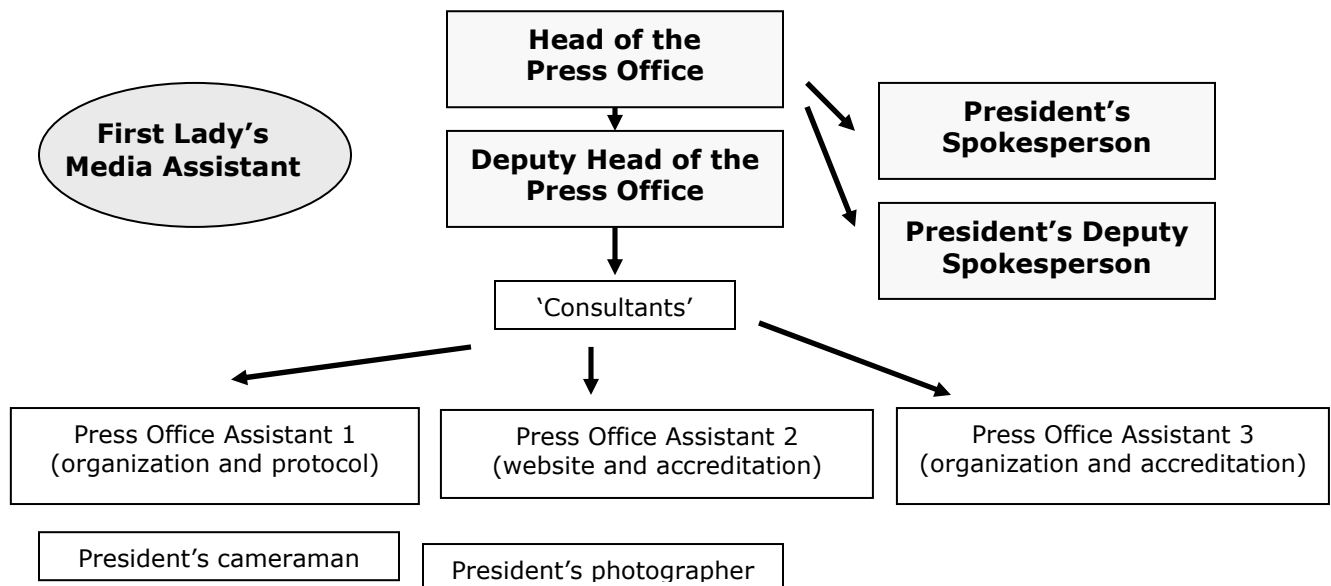 Head of the
Press Office
First Lady’s
Media Assistant
President’s
Spokesperson
Deputy Head of the
Press Office
President’s Deputy
Spokesperson
‘Consultants’
Press Office Assistant 1
(organization and protocol)
Press Office Assistant 2
(website and accreditation)
Press Office Assistant 3
(organization and accreditation)
President’s cameraman
President’s photographer